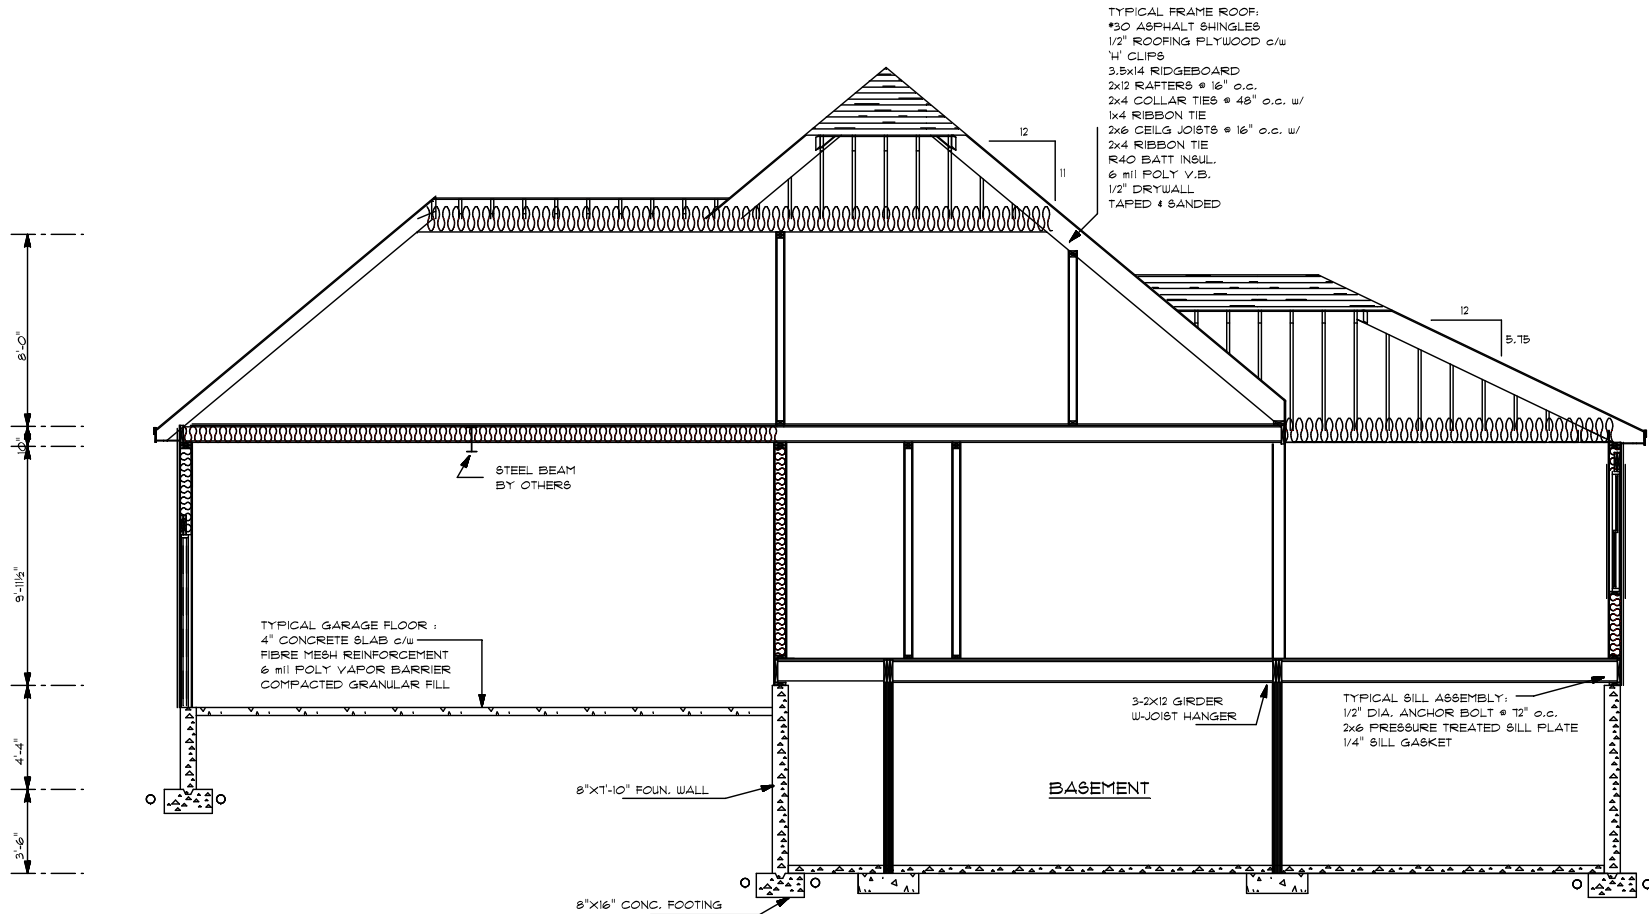 TYPICAL FRAME ROOF:
#30 ASPHALT SHINGLES
1/2" ROOFING PLYWOOD c/w
'H' CLIPS
3.5x14 RIDGEBOARD
2x12 RAFTERS @ 16" o.c.
2x4 COLLAR TIES @ 48" o.c. w/
1x4 RIBBON TIE
2x6 CEILG JOISTS @ 16" o.c. w/
2x4 RIBBON TIE
R40 BATT INSUL.
6 mil POLY V.B.
1/2" DRYWALL
TAPED & SANDED
12
11
12
5.75
8'-0"
10"
9'-11½"
4'-4"
3'-6"
STEEL BEAM
BY OTHERS
TYPICAL GARAGE FLOOR :
4" CONCRETE SLAB c/w
FIBRE MESH REINFORCEMENT
6 mil POLY VAPOR BARRIER
COMPACTED GRANULAR FILL
3-2X12 GIRDER
W-JOIST HANGER
TYPICAL SILL ASSEMBLY:
1/2" DIA. ANCHOR BOLT @ 72" o.c.
2x6 PRESSURE TREATED SILL PLATE
1/4" SILL GASKET
8"X7'-10" FOUN. WALL
BASEMENT
8"X16" CONC. FOOTING